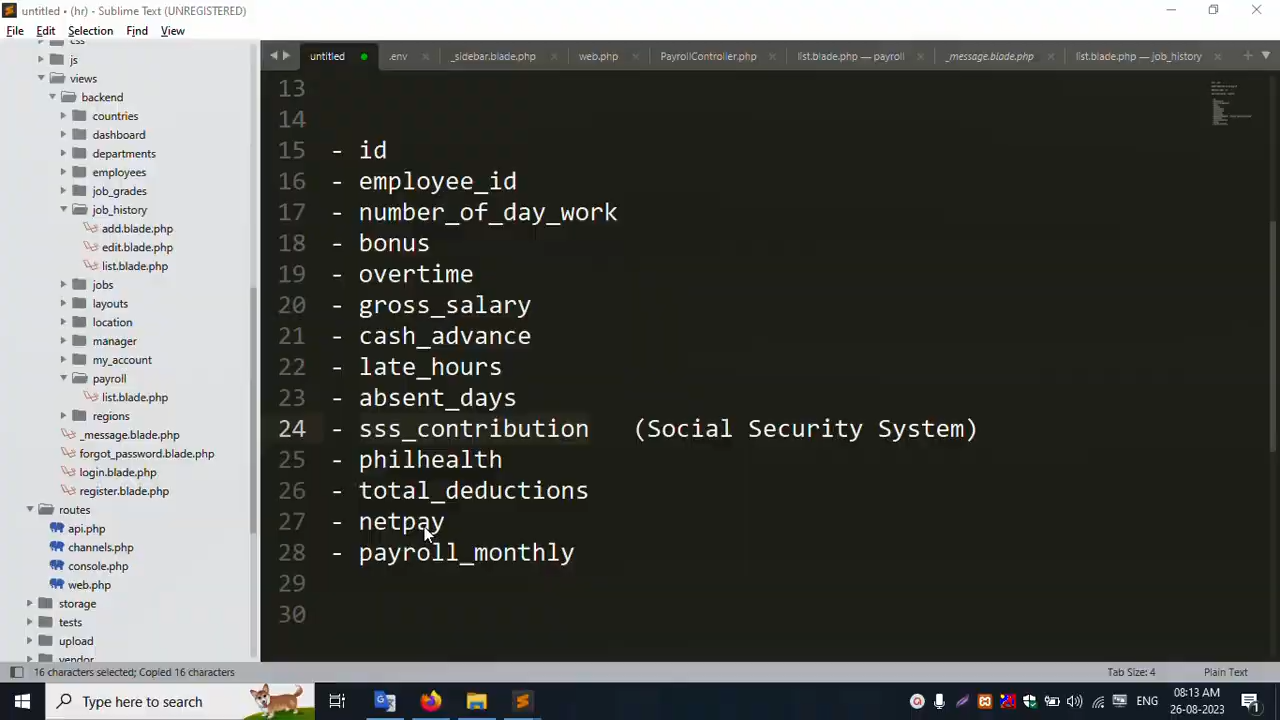 untitled • (hr) - Sublime Text (UNREGISTERED)
File Edit Selection Find View
css
js
views
backend
countries
dashboard
departments
employees
job_grades
job_history
add.blade.php
edit.blade.php
list.blade.php
jobs
layouts
location
manager
my_account
payroll
list.blade.php
regions
_message.blade.php
forgot_password.blade.php
login.blade.php
register.blade.php
routes
api.php
channels.php
console.php
web.php
storage
tests
upload
vendor
untitled .env _sidebar.blade.php web.php PayrollController.php list.blade.php — payroll _message.blade.php list.blade.php — job_history
13
14
15 - id
16 - employee_id
17 - number_of_day_work
18 - bonus
19 - overtime
20 - gross_salary
21 - cash_advance
22 - late_hours
23 - absent_days
24 - sss_contribution (Social Security System)
25 - philhealth
26 - total_deductions
27 - netpay
28 - payroll_monthly
29
30
16 characters selected; Copied 16 characters Tab Size: 4 Plain Text
Type here to search
ENG
08:13 AM
26-08-2023